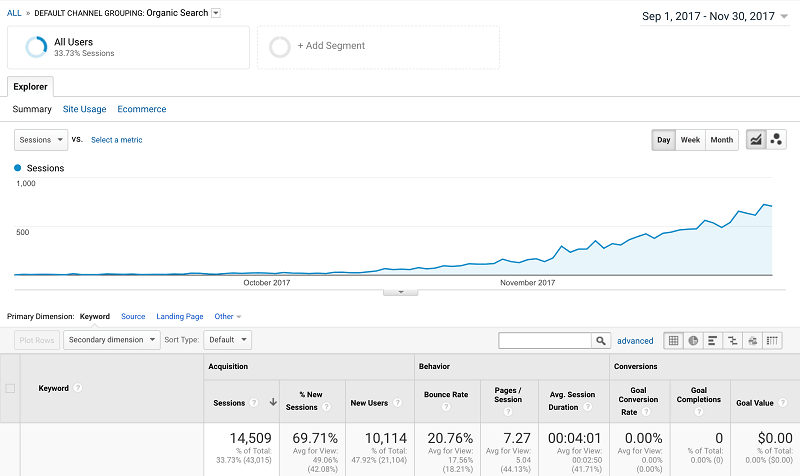 ALL » DEFAULT CHANNEL GROUPING: Organic Search
Sep 1, 2017 - Nov 30, 2017
All Users
33.73% Sessions
+ Add Segment
Explorer
Summary Site Usage Ecommerce
Sessions vs. Select a metric
Day Week Month
Sessions
1,000
500
October 2017 November 2017
Primary Dimension: Keyword Source Landing Page Other
Plot Rows Secondary dimension Sort Type: Default advanced
Acquisition Behavior Conversions
Keyword ?
Sessions ?
% New Sessions ?
New Users ?
Bounce Rate ?
Pages / Session ?
Avg. Session Duration ?
Goal Conversion Rate ?
Goal Completions ?
Goal Value ?
14,509
% of Total:
33.73% (43,015)
69.71%
Avg for View:
49.06%
(42.08%)
10,114
% of Total:
47.92% (21,104)
20.76%
Avg for View:
17.56%
(18.21%)
7.27
Avg for View:
5.04
(44.13%)
00:04:01
Avg for View:
00:02:50
(41.71%)
0.00%
Avg for View:
0.00%
(0.00%)
0
% of Total:
0.00% (0)
$0.00
% of Total:
0.00% ($0.00)